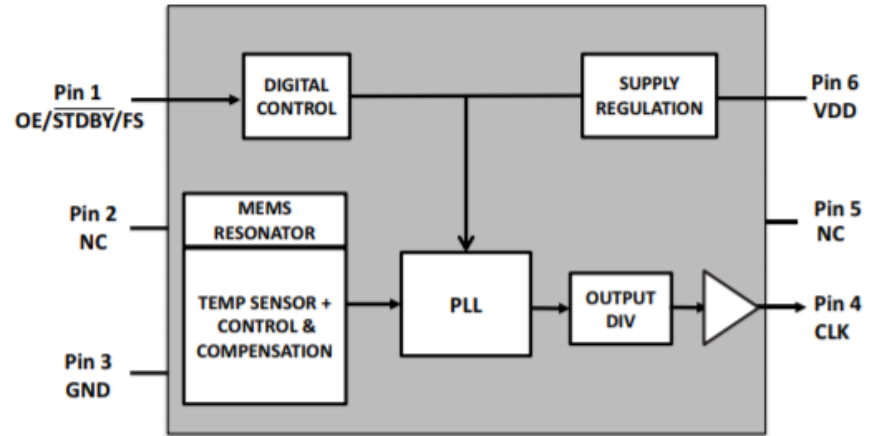 Pin 1
OE/STDBY/FS
DIGITAL
CONTROL
SUPPLY
REGULATION
Pin 6
VDD
Pin 2
NC
MEMS
RESONATOR
Pin 5
NC
TEMP SENSOR +
CONTROL &
COMPENSATION
PLL
OUTPUT
DIV
Pin 4
CLK
Pin 3
GND